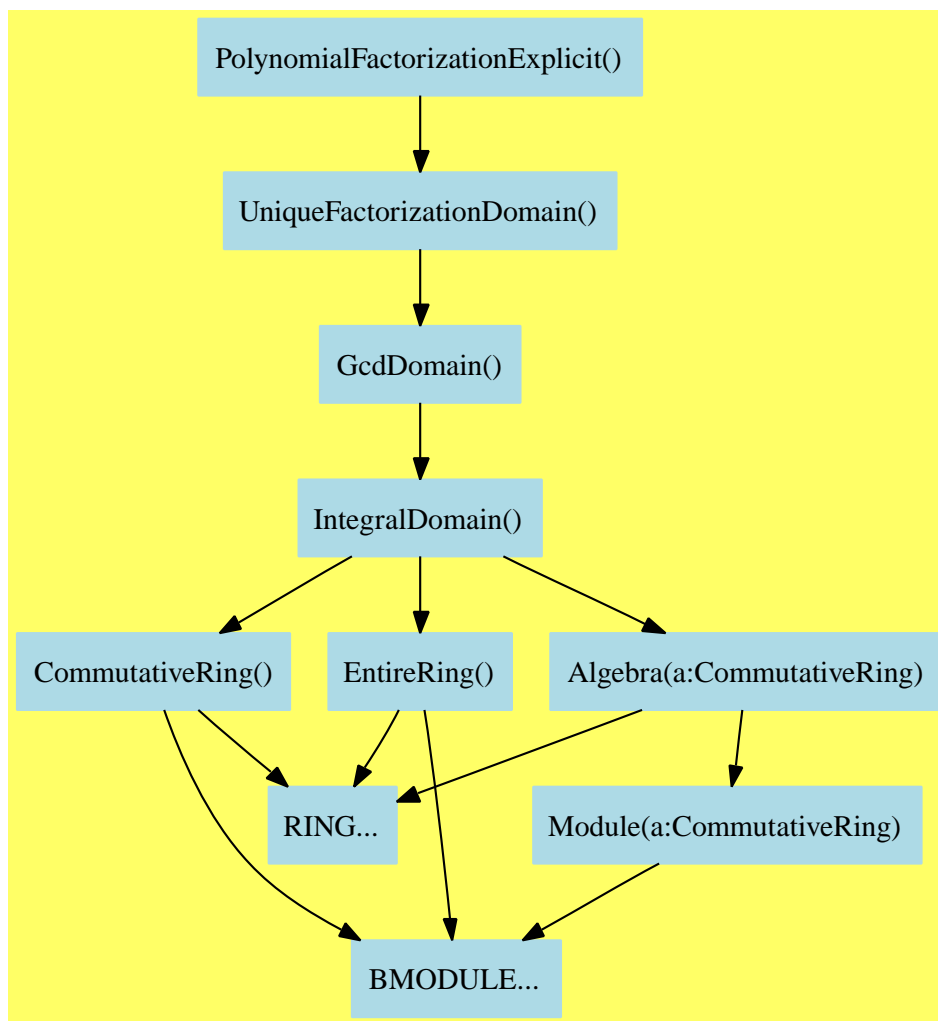 PolynomialFactorizationExplicit()
UniqueFactorizationDomain()
GcdDomain()
IntegralDomain()
CommutativeRing()
EntireRing()
Algebra(a:CommutativeRing)
RING...
Module(a:CommutativeRing)
BMODULE...